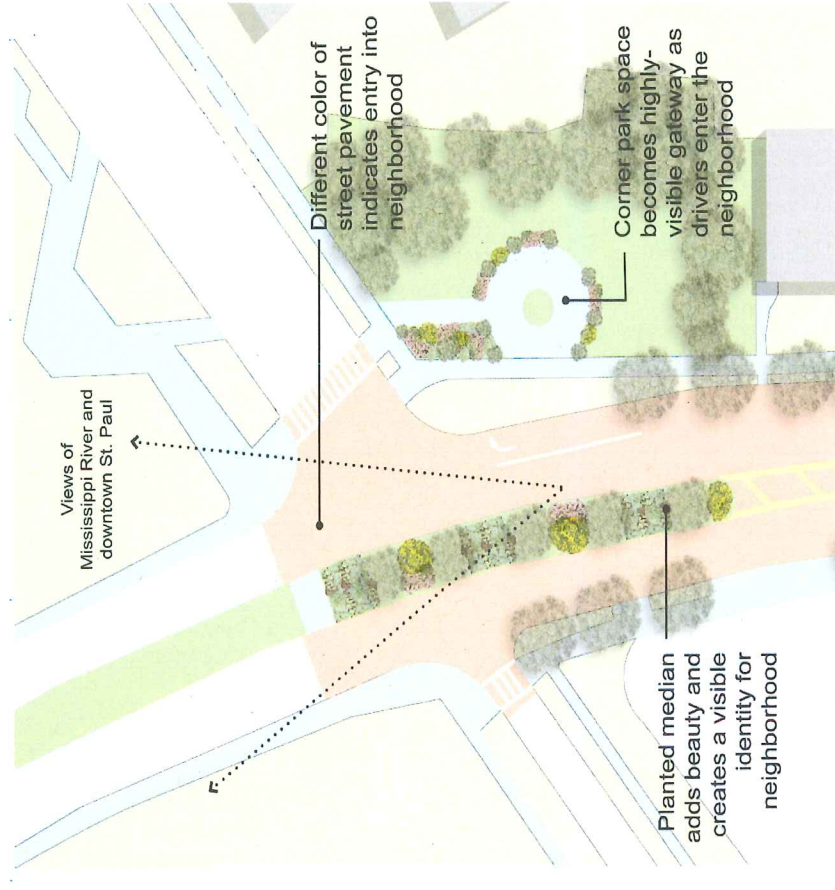 Views of
Mississippi River and
downtown St. Paul
Different color of
street pavement
indicates entry into
neighborhood
Corner park space
becomes highly-
visible gateway as
drivers enter the
neighborhood
Planted median
adds beauty and
creates a visible
identity for
neighborhood